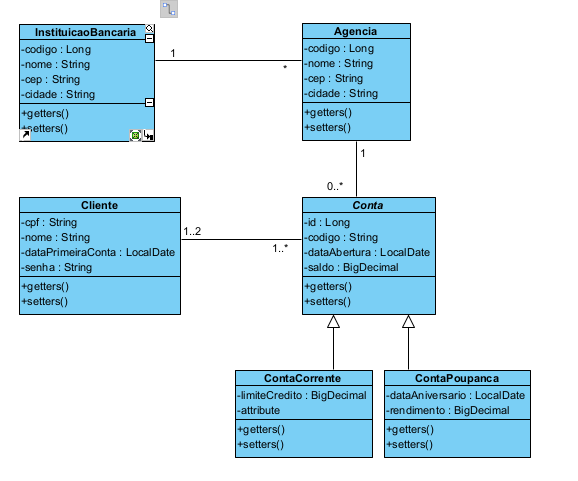 InstituicaoBancaria
-codigo : Long
-nome : String
-cep : String
-cidade : String
+getters()
+setters()
1
*
Agencia
-codigo : Long
-nome : String
-cep : String
-cidade : String
+getters()
+setters()
1
0..*
Cliente
-cpf : String
-nome : String
-dataPrimeiraConta : LocalDate
-senha : String
+getters()
+setters()
1..2
1..*
Conta
-id : Long
-codigo : String
-dataAbertura : LocalDate
-saldo : BigDecimal
+getters()
+setters()
ContaCorrente
-limiteCredito : BigDecimal
-attribute
+getters()
+setters()
ContaPoupanca
-dataAniversario : LocalDate
-rendimento : BigDecimal
+getters()
+setters()